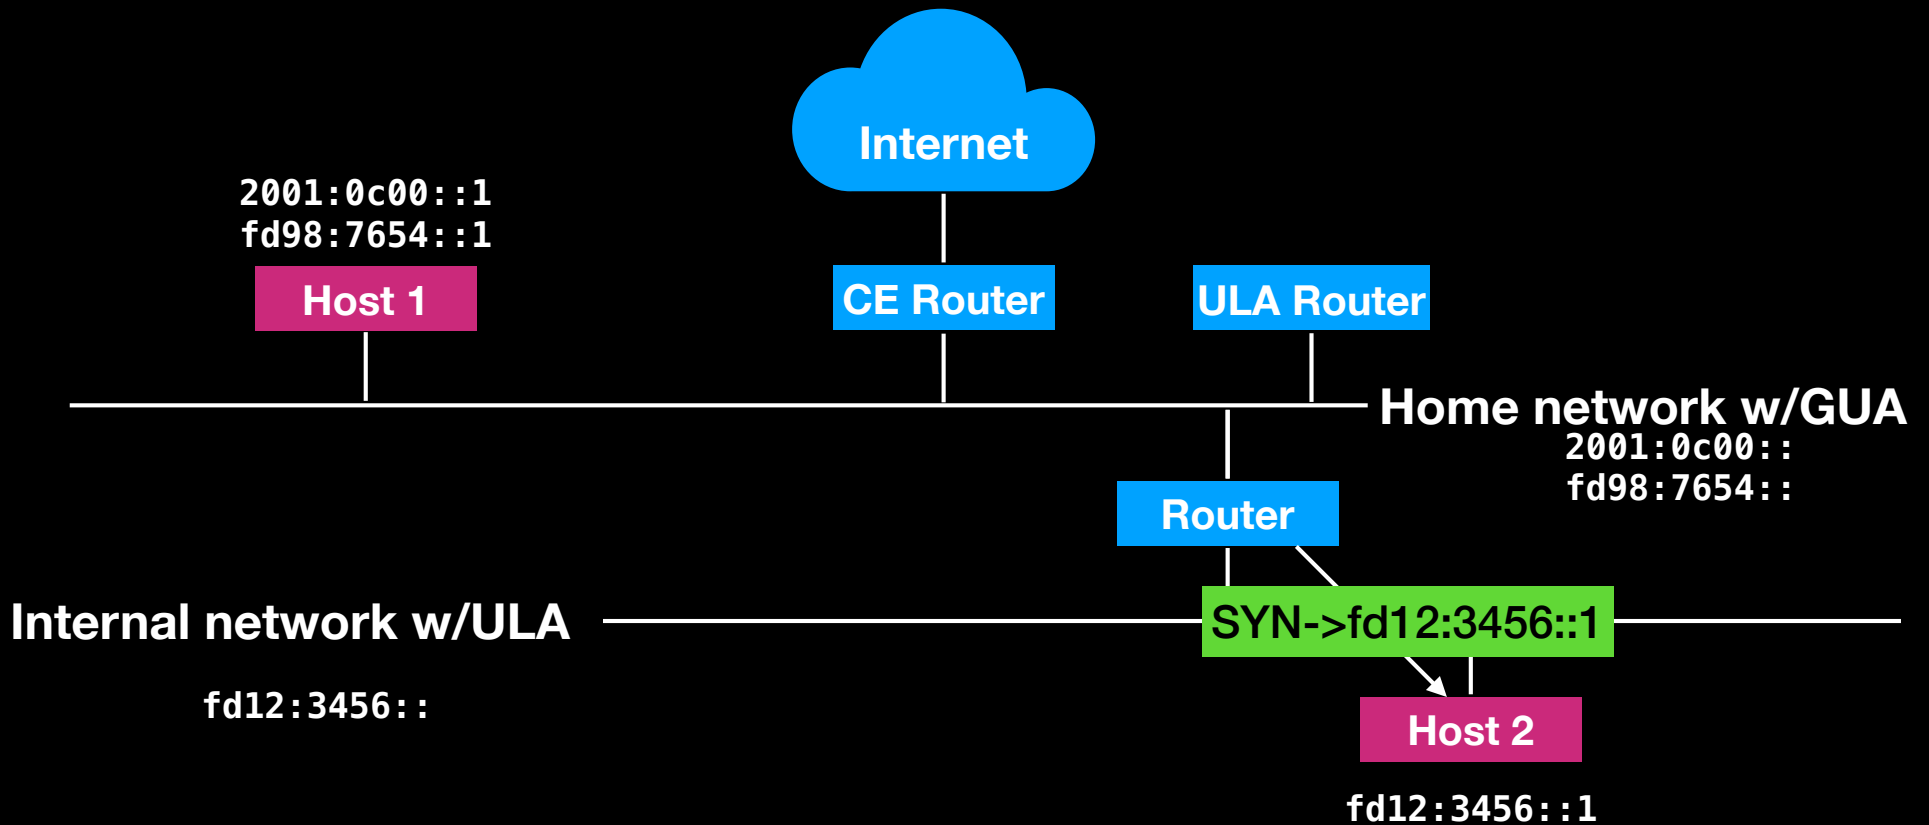 Internet
2001:0c00::1
fd98:7654::1
Host 1
CE Router
ULA Router
Home network w/GUA
2001:0c00::
fd98:7654::
Router
Internal network w/ULA
SYN->fd12:3456::1
fd12:3456::
Host 2
fd12:3456::1